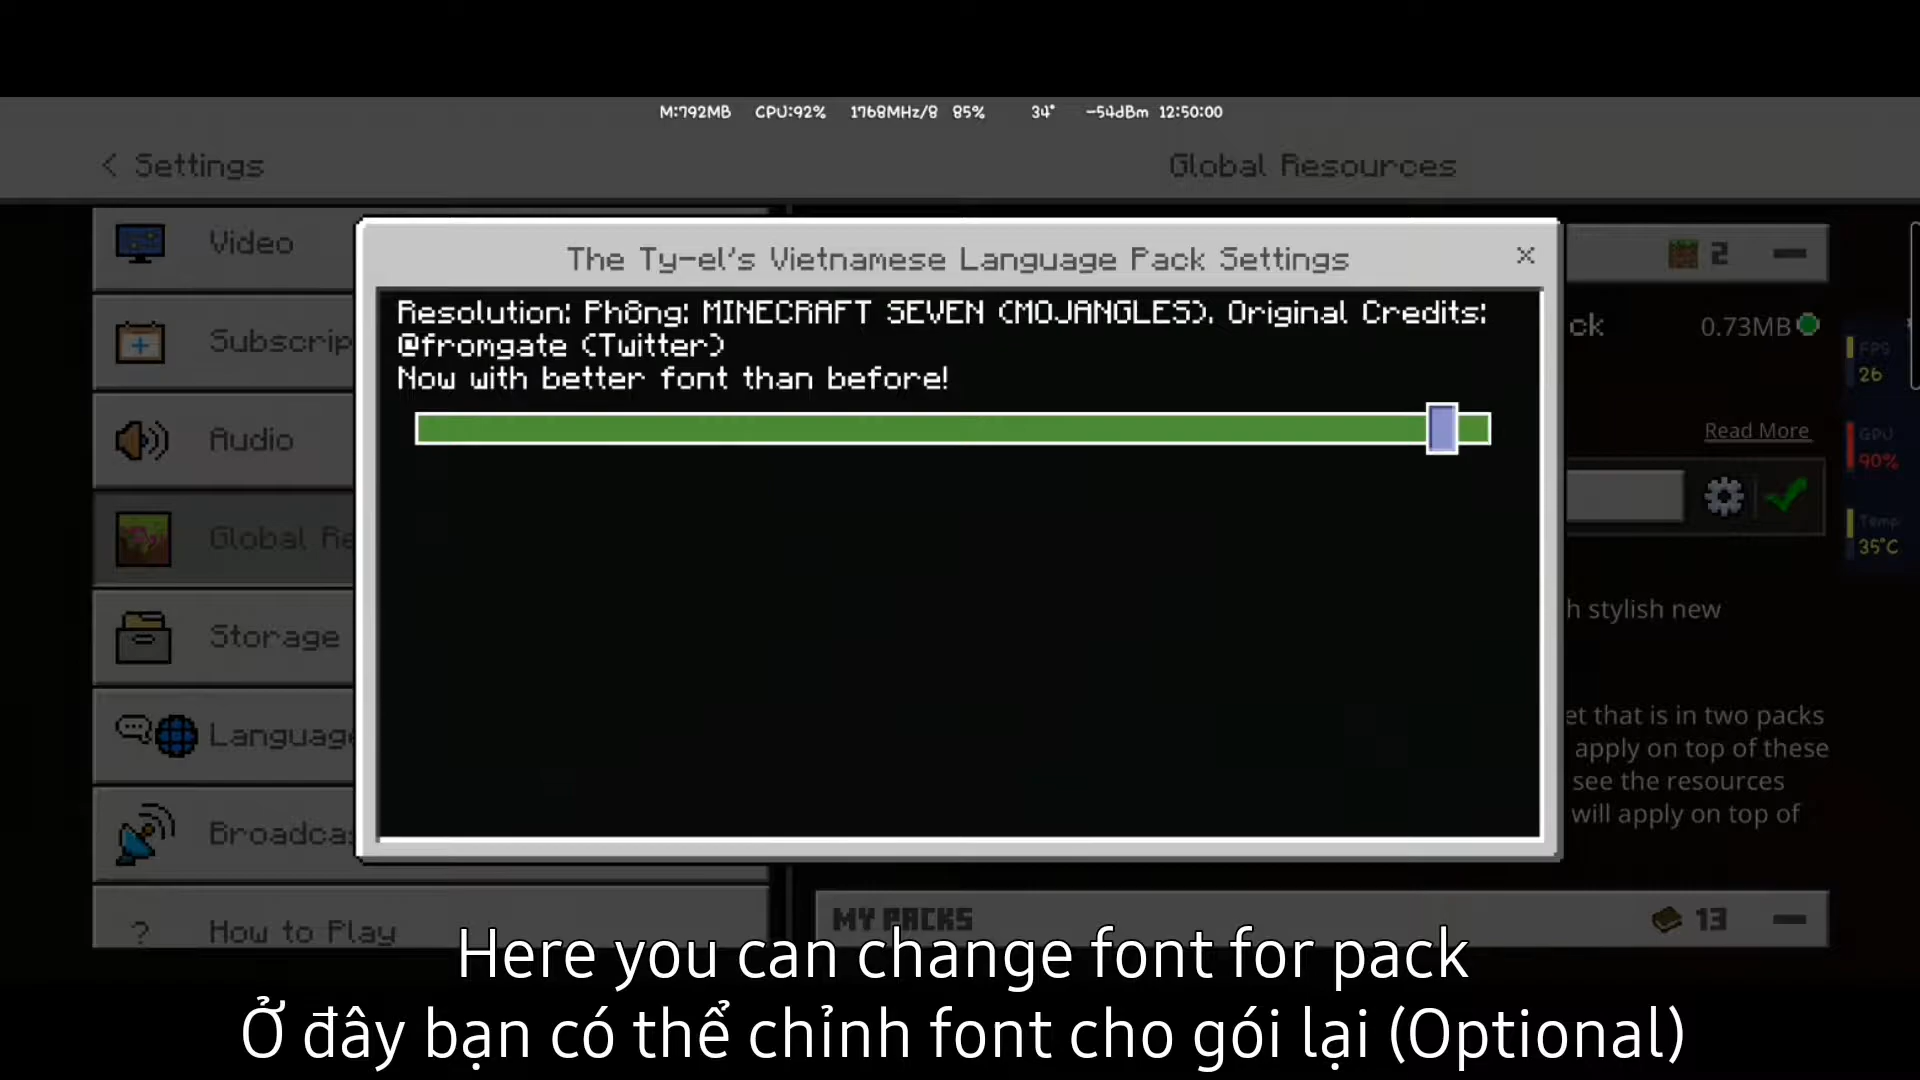 M:792MB CPU:92% 1768MHz/8 85% 34° -54dBm 12:50:00
< Settings
Global Resources
Video
Subscrip
Audio
Global Re
Storage
Language
Broadca
How to Play
The Ty-el's Vietnamese Language Pack Settings
Resolution: Ph8ng: MINECRAFT SEVEN (MOJANGLES). Original Credits:
@fromgate (Twitter)
Now with better font than before!
2
ck 0.73MB
Read More
h stylish new
et that is in two packs
apply on top of these
see the resources
will apply on top of
MY PACKS 13
FPS
26
GPU
90%
Temp
35°C
Here you can change font for pack
Ở đây bạn có thể chỉnh font cho gói lại (Optional)